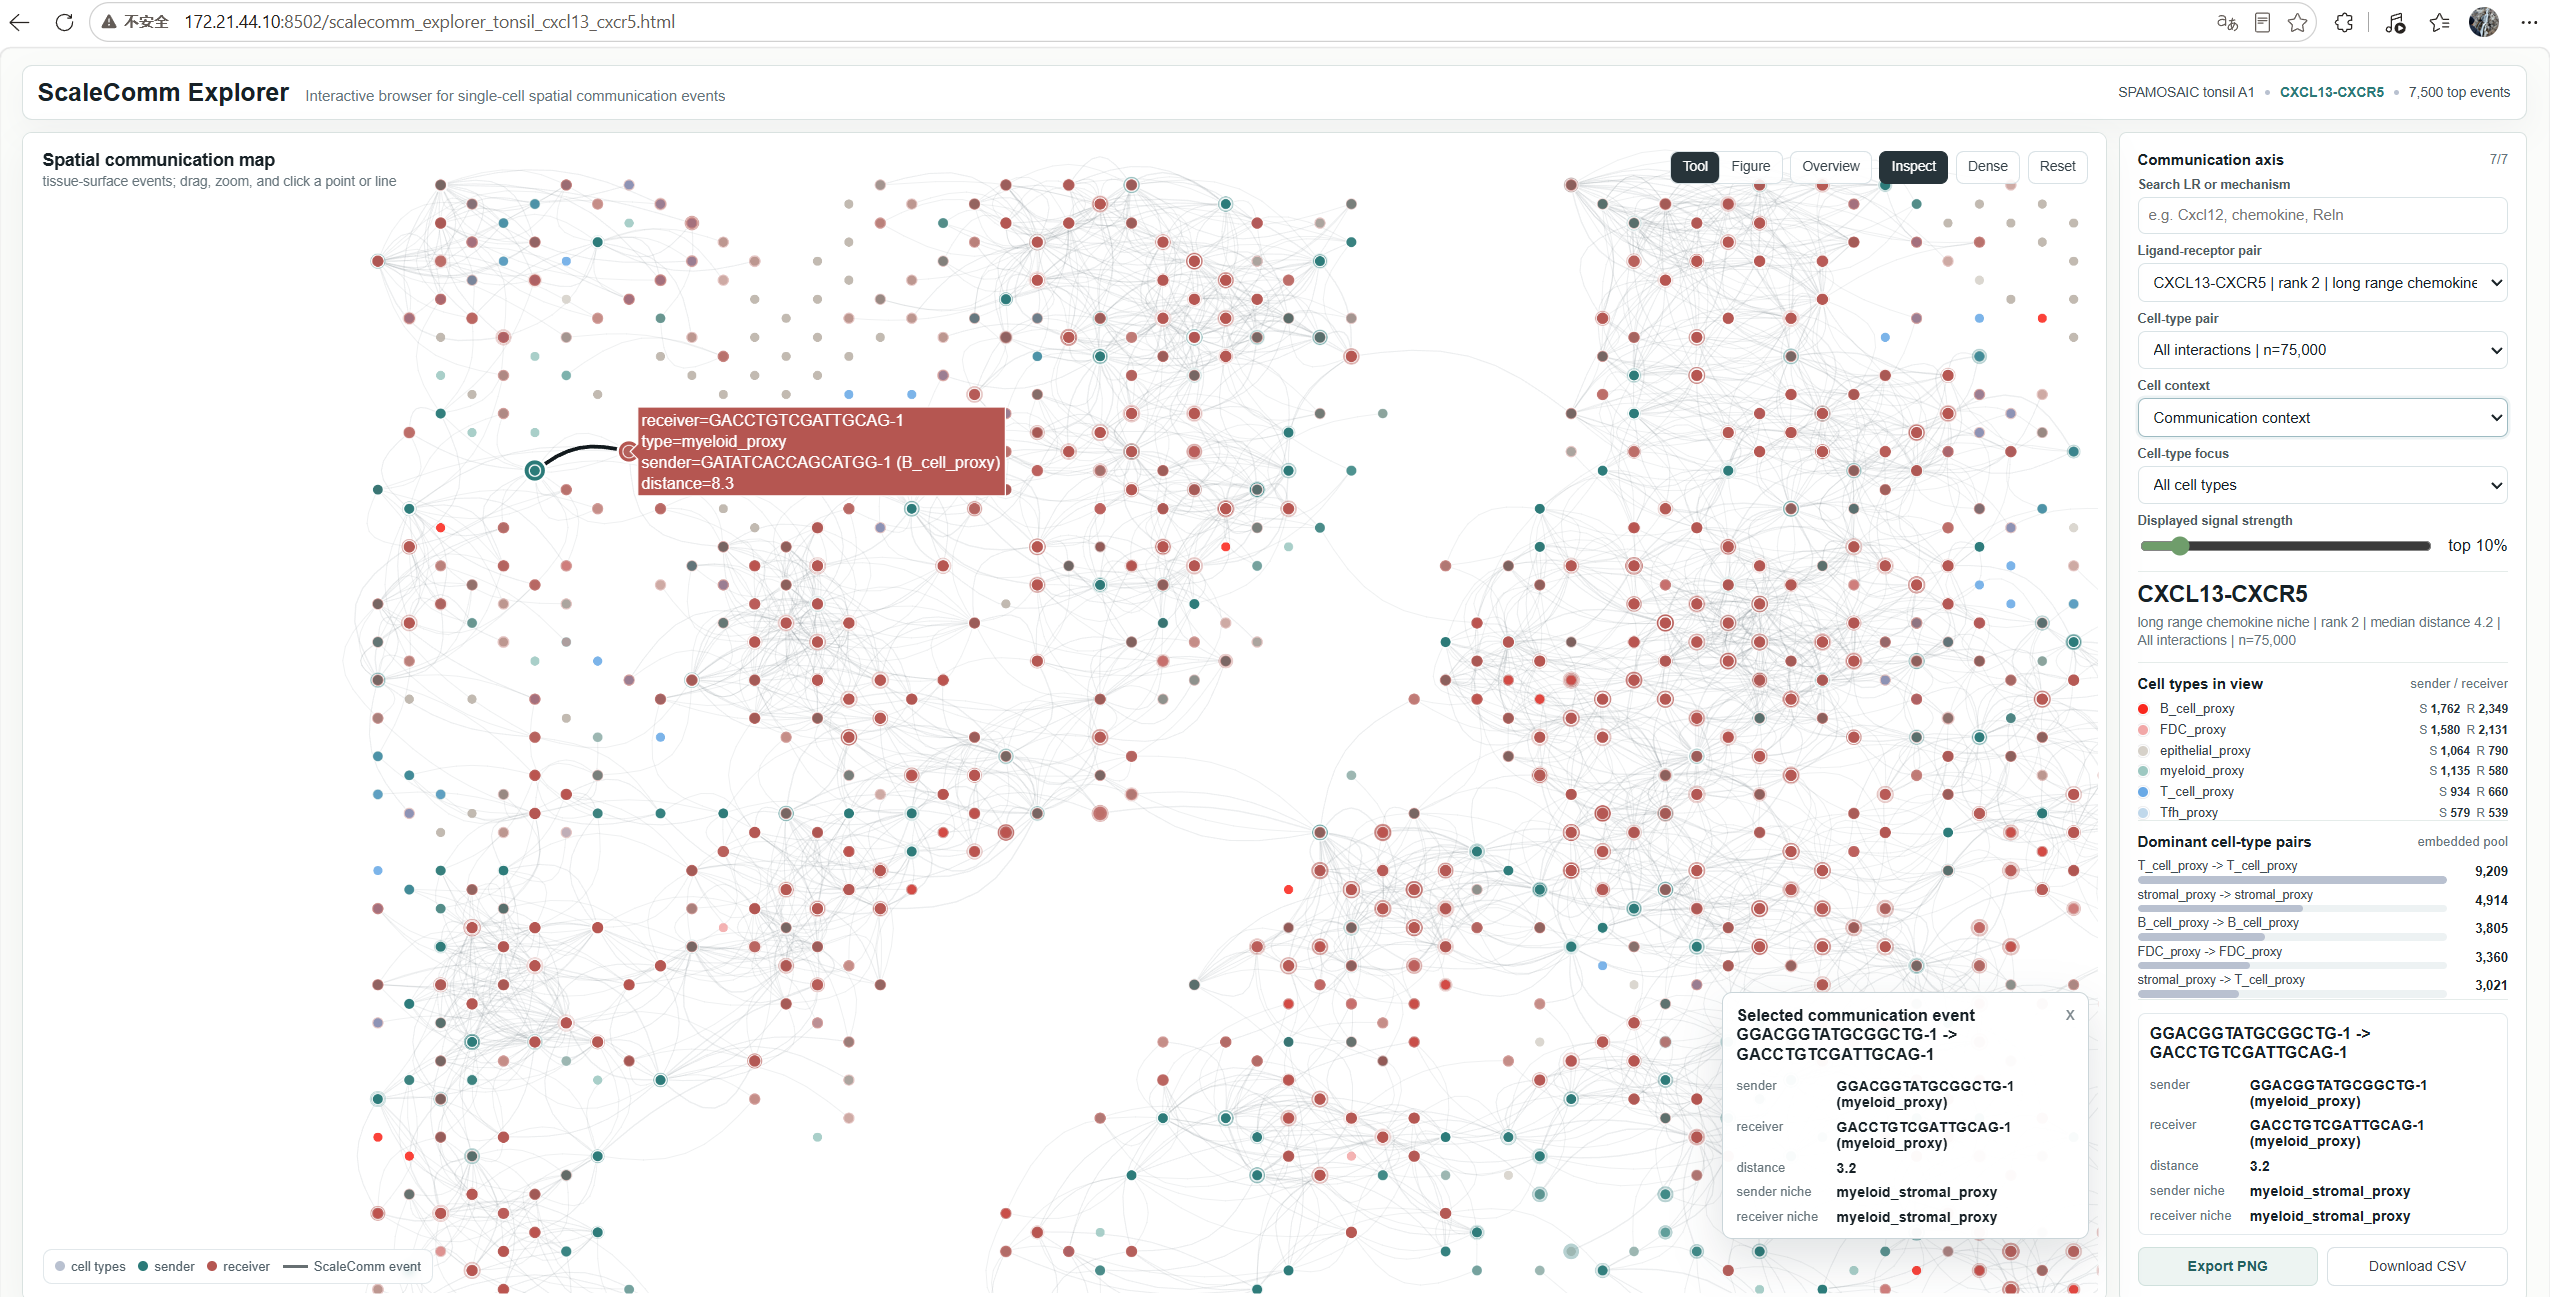 不安全 172.21.44.10:8502/scalecomm_explorer_tonsil_cxcl13_cxcr5.html
ScaleComm Explorer Interactive browser for single-cell spatial communication events
SPAMOSAIC tonsil A1 • CXCL13-CXCR5 • 7,500 top events
Spatial communication map
tissue-surface events; drag, zoom, and click a point or line
Tool Figure Overview Inspect Dense Reset
receiver=GACCTGTCGATTGCAG-1
type=myeloid_proxy
sender=GATATCACCAGCATGG-1 (B_cell_proxy)
distance=8.3
Selected communication event X
GGACGGTATGCGGCTG-1 ->
GACCTGTCGATTGCAG-1
sender GGACGGTATGCGGCTG-1
(myeloid_proxy)
receiver GACCTGTCGATTGCAG-1
(myeloid_proxy)
distance 3.2
sender niche myeloid_stromal_proxy
receiver niche myeloid_stromal_proxy
cell types sender receiver ScaleComm event
Communication axis 7/7
Search LR or mechanism
e.g. Cxcl12, chemokine, Reln
Ligand-receptor pair
CXCL13-CXCR5 | rank 2 | long range chemokine
Cell-type pair
All interactions | n=75,000
Cell context
Communication context
Cell-type focus
All cell types
Displayed signal strength
top 10%
CXCL13-CXCR5
long range chemokine niche | rank 2 | median distance 4.2 |
All interactions | n=75,000
Cell types in view sender / receiver
B_cell_proxy S 1,762 R 2,349
FDC_proxy S 1,580 R 2,131
epithelial_proxy S 1,064 R 790
myeloid_proxy S 1,135 R 580
T_cell_proxy S 934 R 660
Tfh_proxy S 579 R 539
Dominant cell-type pairs embedded pool
T_cell_proxy -> T_cell_proxy 9,209
stromal_proxy -> stromal_proxy 4,914
B_cell_proxy -> B_cell_proxy 3,805
FDC_proxy -> FDC_proxy 3,360
stromal_proxy -> T_cell_proxy 3,021
GGACGGTATGCGGCTG-1 ->
GACCTGTCGATTGCAG-1
sender GGACGGTATGCGGCTG-1
(myeloid_proxy)
receiver GACCTGTCGATTGCAG-1
(myeloid_proxy)
distance 3.2
sender niche myeloid_stromal_proxy
receiver niche myeloid_stromal_proxy
Export PNG Download CSV